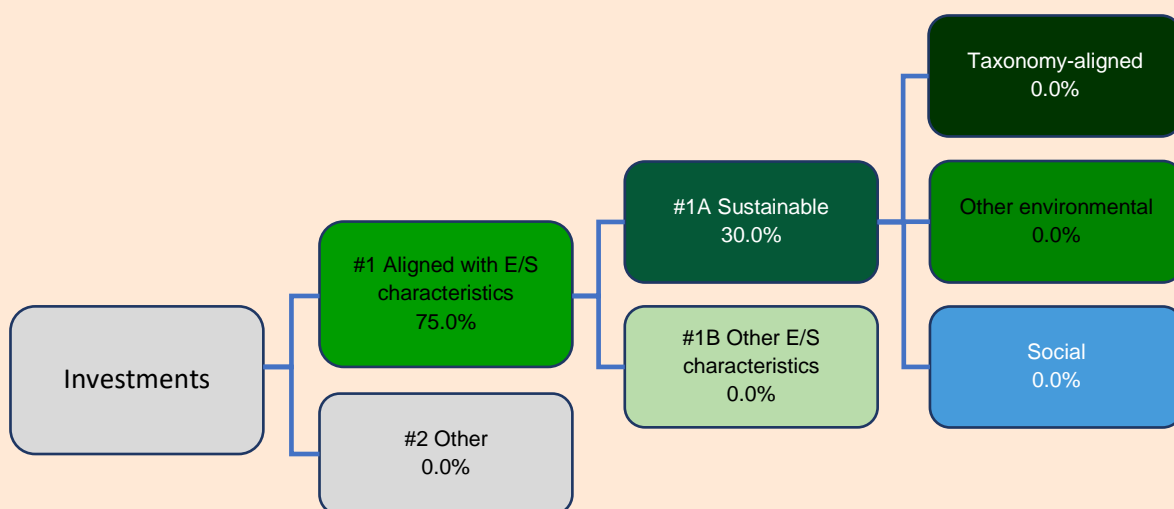 Investments
#1 Aligned with E/S
characteristics
75.0%
#2 Other
0.0%
#1A Sustainable
30.0%
#1B Other E/S
characteristics
0.0%
Taxonomy-aligned
0.0%
Other environmental
0.0%
Social
0.0%